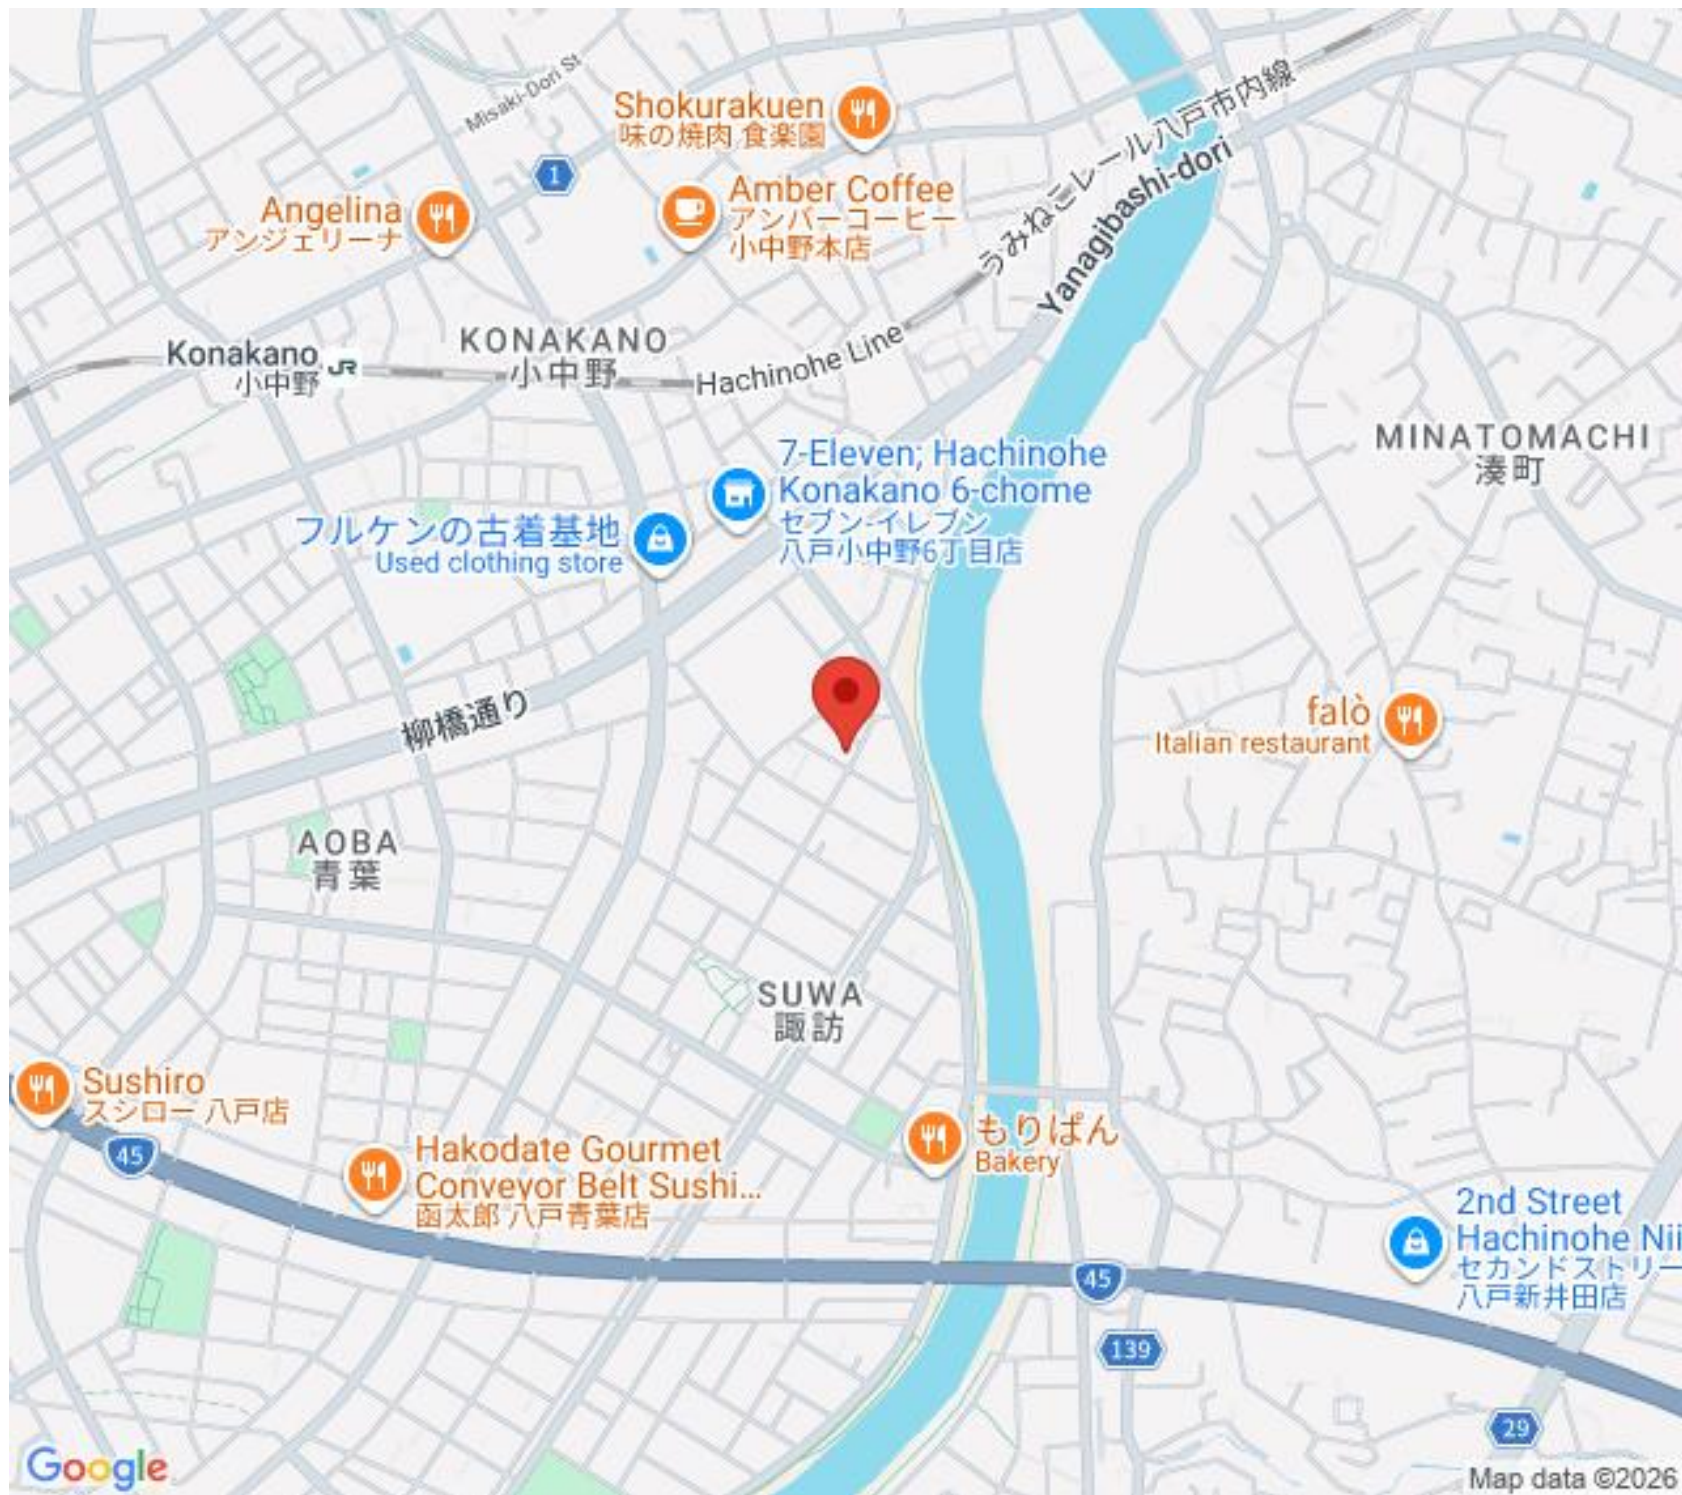 Misaki-Dori St
Shokurakuen
味の焼肉 食楽園
1
Angelina
アンジェリーナ
Amber Coffee
アンバーコーヒー
小中野本店
うみねこレール八戸市内線
Yanagibashi-dori
Konakano
小中野
JR
KONAKANO
小中野
Hachinohe Line
MINATOMACHI
湊町
7-Eleven; Hachinohe
Konakano 6-chome
セブン-イレブン
八戸小中野6丁目店
フルケンの古着基地
Used clothing store
柳橋通り
falò
Italian restaurant
AOBA
青葉
SUWA
諏訪
Sushiro
スシロー 八戸店
45
Hakodate Gourmet
Conveyor Belt Sushi...
函太郎 八戸青葉店
もりぱん
Bakery
2nd Street
Hachinohe Nii
セカンドストリー
八戸新井田店
45
139
29
Google
Map data ©2026